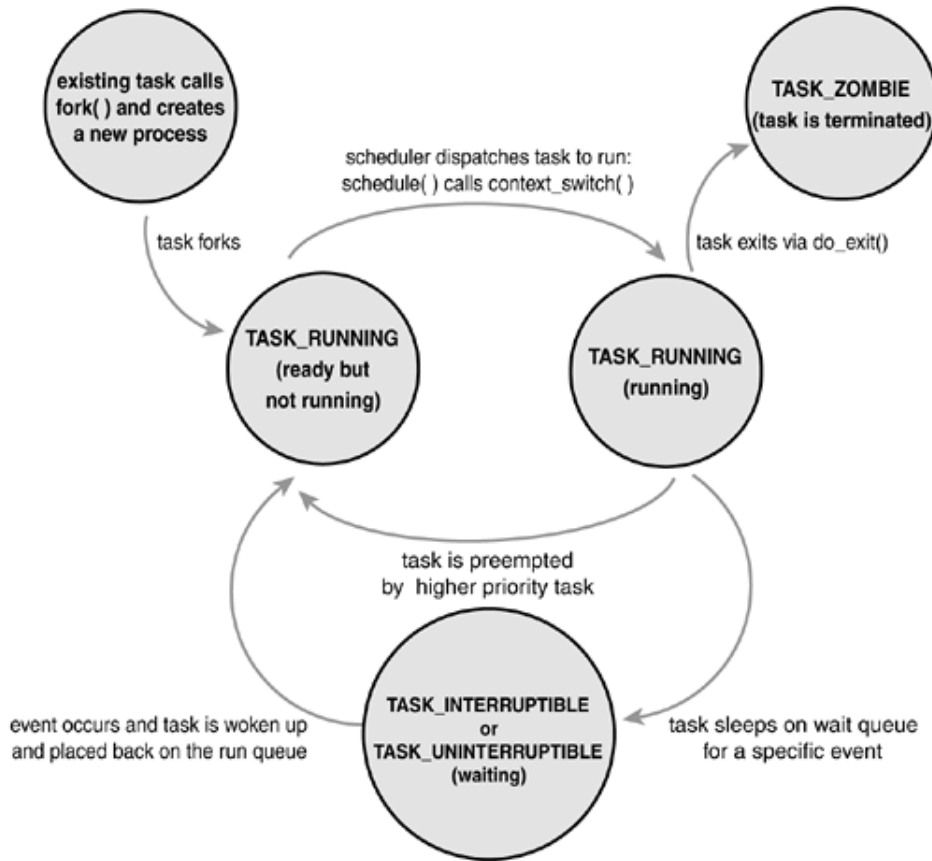 existing task calls
fork( ) and creates
a new process
TASK_ZOMBIE
(task is terminated)
scheduler dispatches task to run:
schedule( ) calls context_switch( )
task forks
task exits via do_exit()
TASK_RUNNING
(ready but
not running)
TASK_RUNNING
(running)
task is preempted
by higher priority task
event occurs and task is woken up
and placed back on the run queue
TASK_INTERRUPTIBLE
or
TASK_UNINTERRUPTIBLE
(waiting)
task sleeps on wait queue
for a specific event